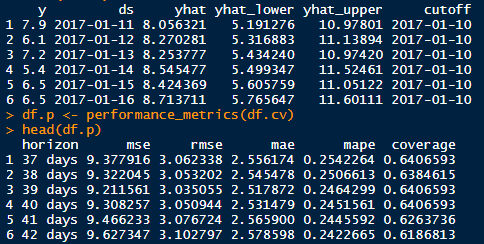 y ds yhat yhat_lower yhat_upper cutoff
1 7.9 2017-01-11 8.056321 5.191276 10.97801 2017-01-10
2 6.1 2017-01-12 8.270281 5.316883 11.13894 2017-01-10
3 7.2 2017-01-13 8.253777 5.434240 10.97420 2017-01-10
4 5.4 2017-01-14 8.545477 5.499347 11.52461 2017-01-10
5 6.5 2017-01-15 8.424369 5.605759 11.05122 2017-01-10
6 6.5 2017-01-16 8.713711 5.765647 11.60111 2017-01-10
> df.p <- performance_metrics(df.cv)
> head(df.p)
horizon mse rmse mae mape coverage
1 37 days 9.377916 3.062338 2.556174 0.2542264 0.6406593
2 38 days 9.322045 3.053202 2.545478 0.2506613 0.6384615
3 39 days 9.211561 3.035055 2.517872 0.2464299 0.6406593
4 40 days 9.308257 3.050944 2.531479 0.2451561 0.6406593
5 41 days 9.466233 3.076724 2.565900 0.2445592 0.6263736
6 42 days 9.627347 3.102797 2.578598 0.2422665 0.6186813